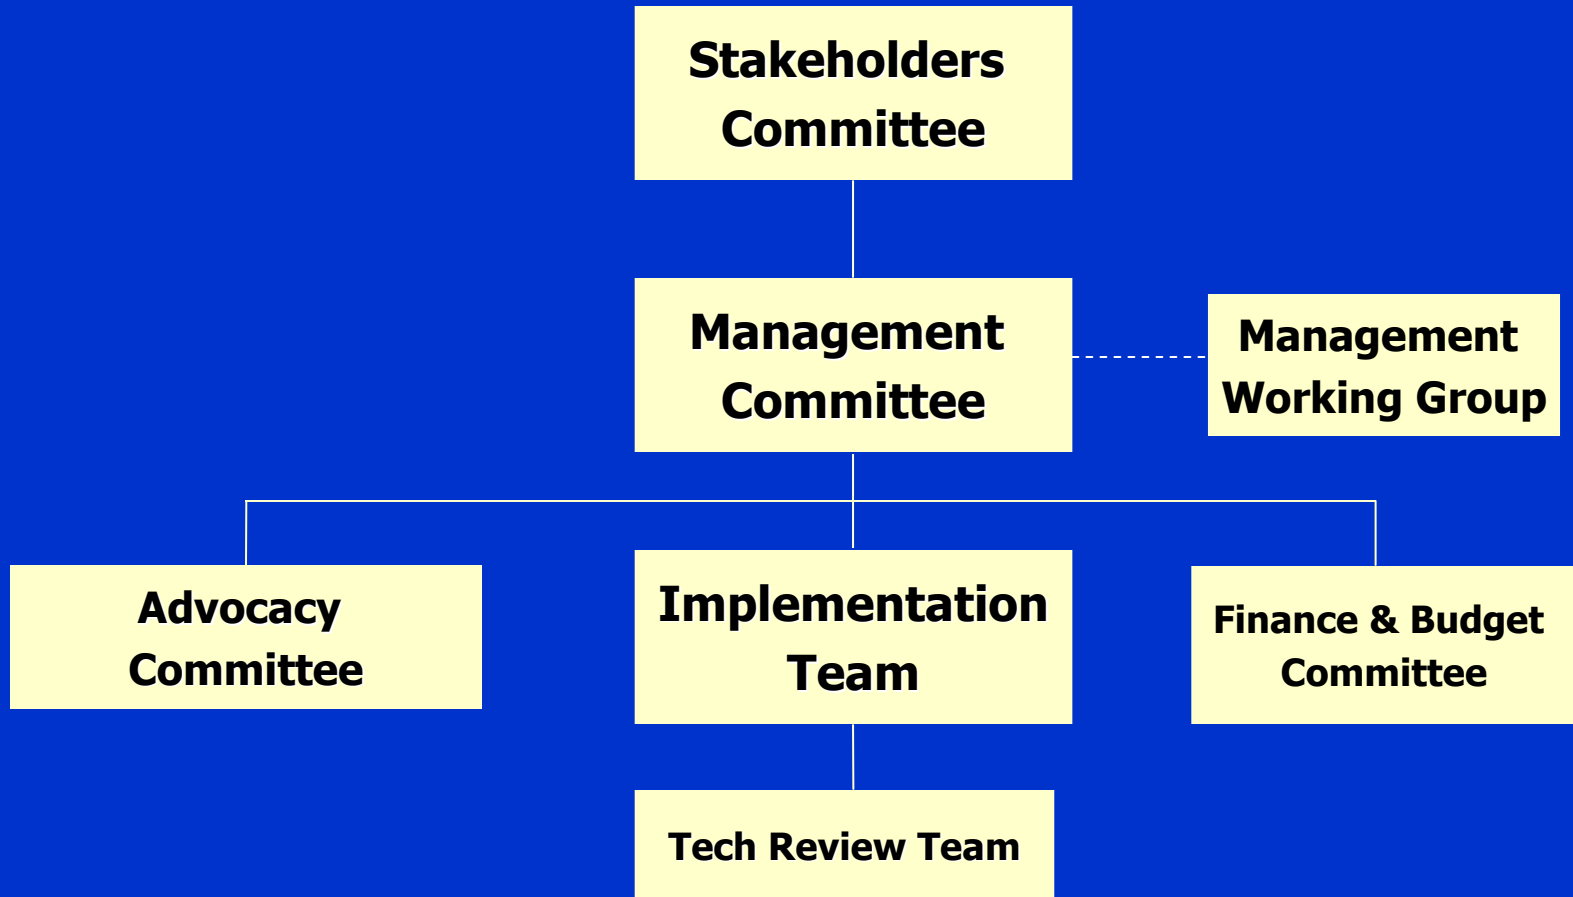 Stakeholders
Committee
Management
Committee
Management
Working Group
Advocacy
Committee
Implementation
Team
Finance & Budget
Committee
Tech Review Team